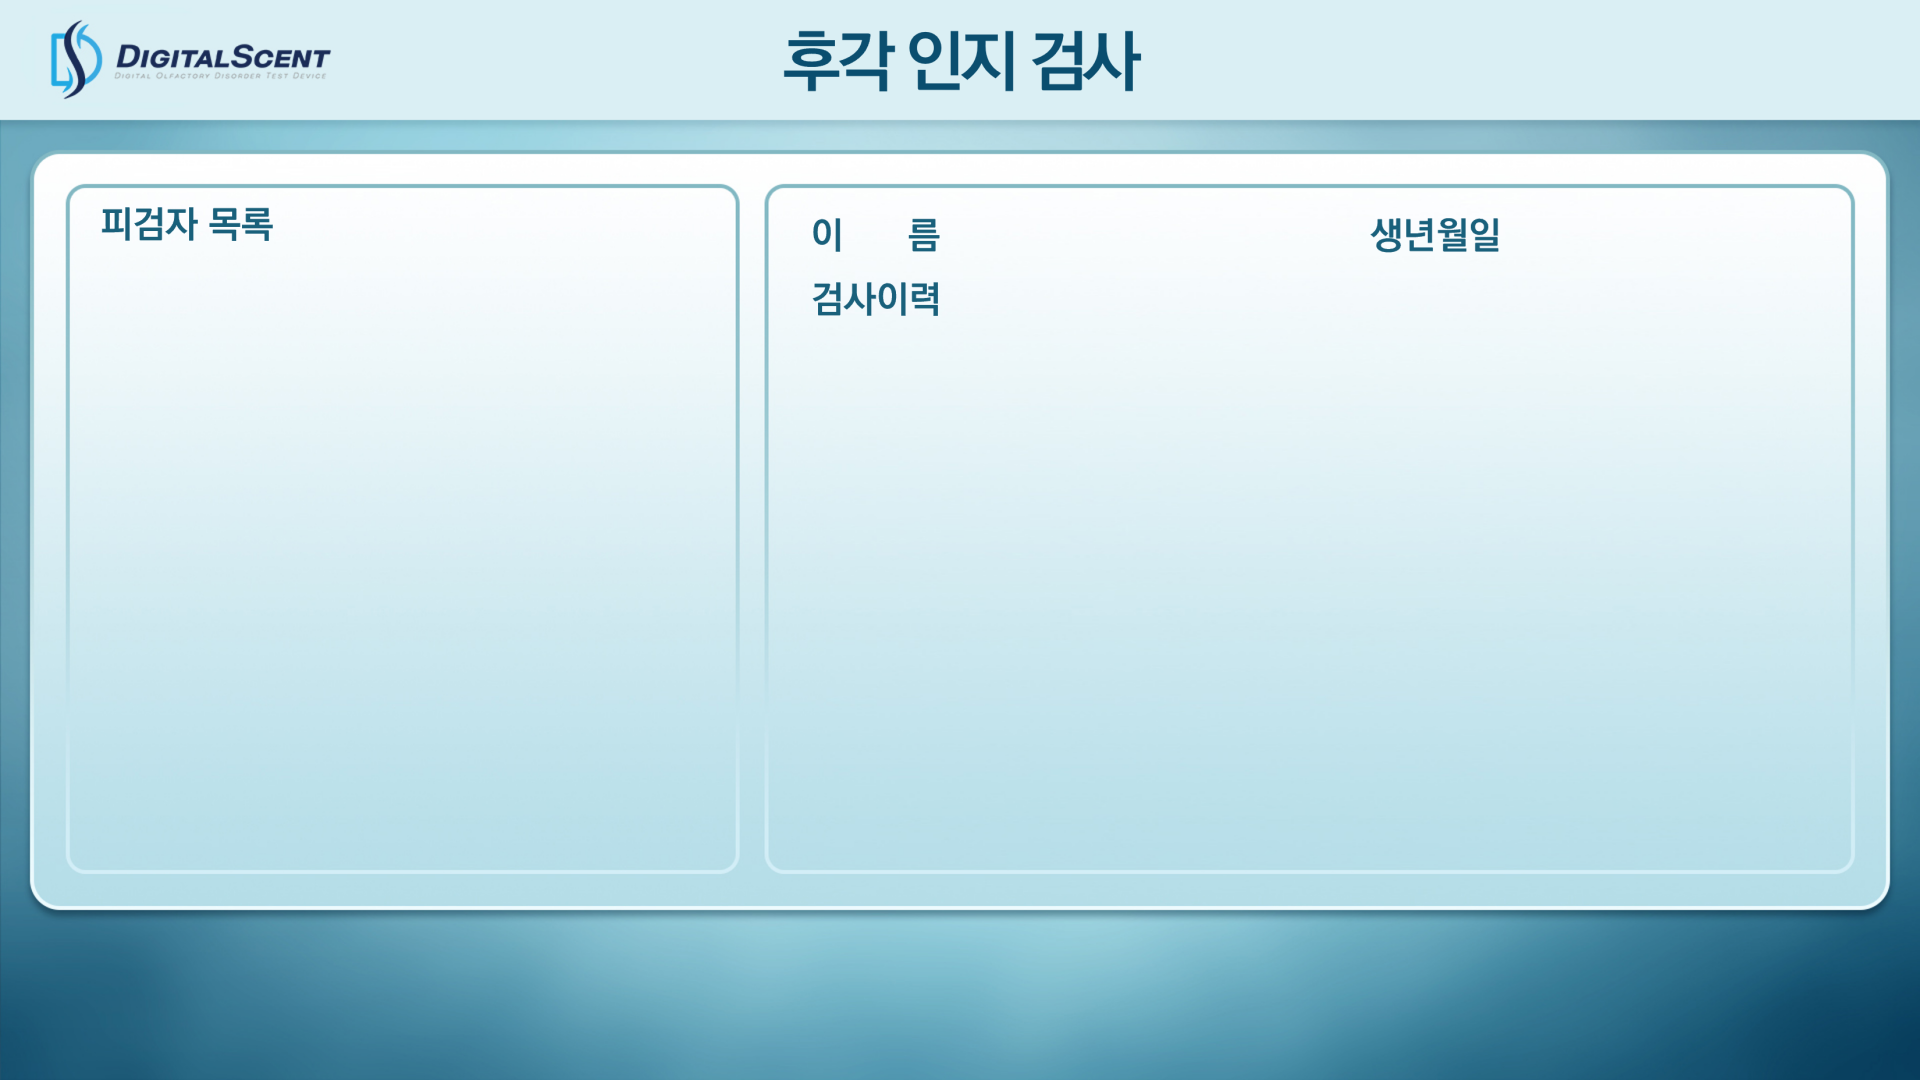 DIGITALSCENT
DIGITAL OLFACTORY DISORDER TEST DEVICE
후각 인지 검사
피검자 목록
이 름
생년월일
검사이력